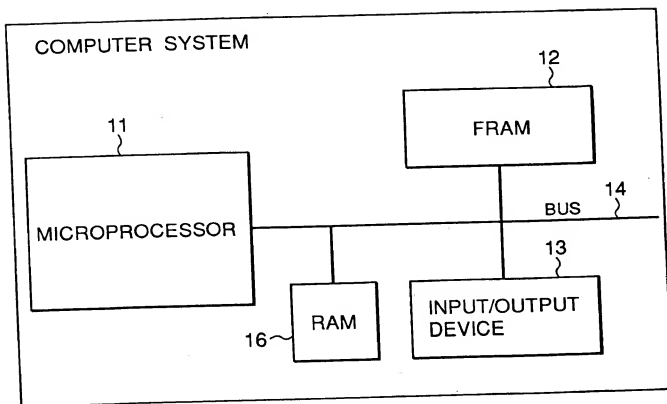 COMPUTER SYSTEM
12
11
FRAM
MICROPROCESSOR
BUS
14
13
16
RAM
INPUT/OUTPUT
DEVICE